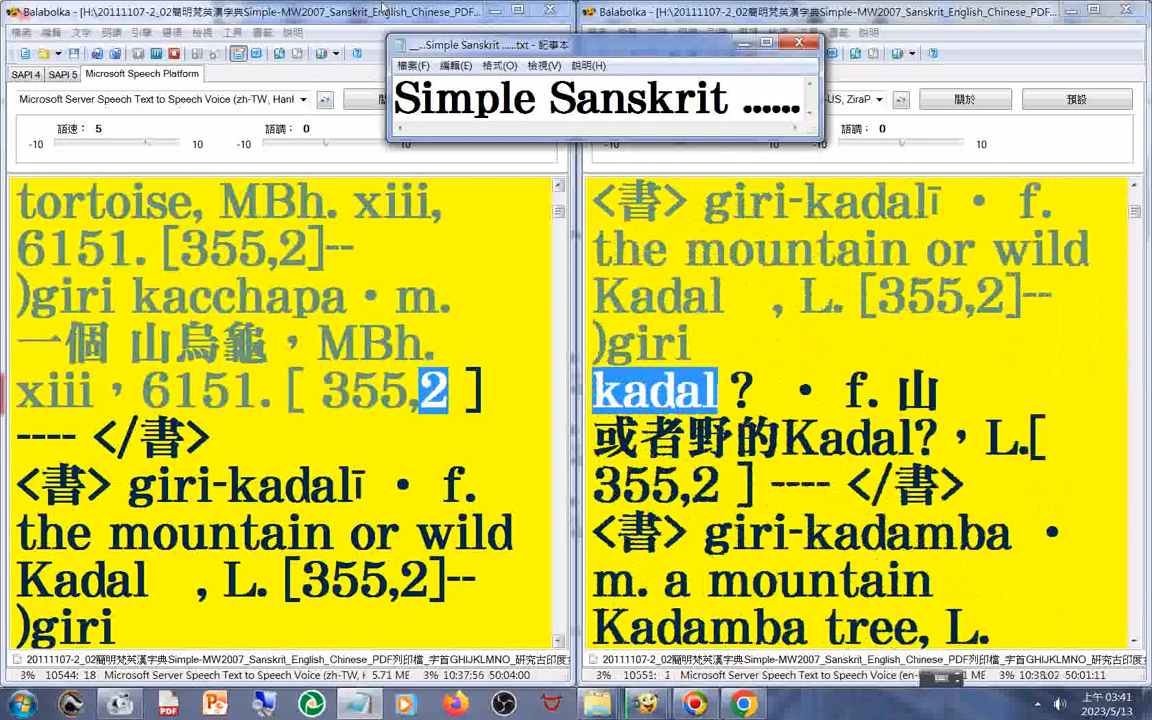 Balabolka - [H:\20111107-2_02簡明梵英漢字典Simple-MW2007_Sanskrit_English_Chinese_PDF...
Balabolka - [H:\20111107-2_02簡明梵英漢字典Simple-MW2007_Sanskrit_English_Chinese_PDF...
__...Simple Sanskrit ......txt - 記事本
檔案(F) 編輯(E) 格式(O) 檢視(V) 說明(H)
Simple Sanskrit ......
SAPI 4 SAPI 5 Microsoft Speech Platform
Microsoft Server Speech Text to Speech Voice (zh-TW, Han
-US, ZiraP
關於 預設
語速： 5 語調： 0
語調： 0
-10 10 -10
10
tortoise, MBh. xiii,
6151. [355,2]--
)giri kacchapa • m.
一個 山烏龜，MBh.
xiii，6151. [ 355,2 ]
---- </書>
<書> giri-kadalī • f.
the mountain or wild
Kadal , L. [355,2]--
)giri
<書> giri-kadalī • f.
the mountain or wild
Kadal , L. [355,2]--
)giri
kadal？ • f. 山
或者野的Kadal?，L.[
355,2 ] ---- </書>
<書> giri-kadamba •
m. a mountain
Kadamba tree, L.
20111107-2_02簡明梵英漢字典Simple-MW2007_Sanskrit_English_Chinese_PDF列印檔_字首GHIJKLMNO_研究古印度
20111107-2_02簡明梵英漢字典Simple-MW2007_Sanskrit_English_Chinese_PDF列印檔_字首GHIJKLMNO_研究古印度
3% 10544: 18 Microsoft Server Speech Text to Speech Voice (zh-TW, 5.71 ME 3% 10:37:56 50:04:00
3% 10551: 2 Microsoft Server Speech Text to Speech Voice 3% 10:38:02 50:01:11
上午 03:41
2023/5/13